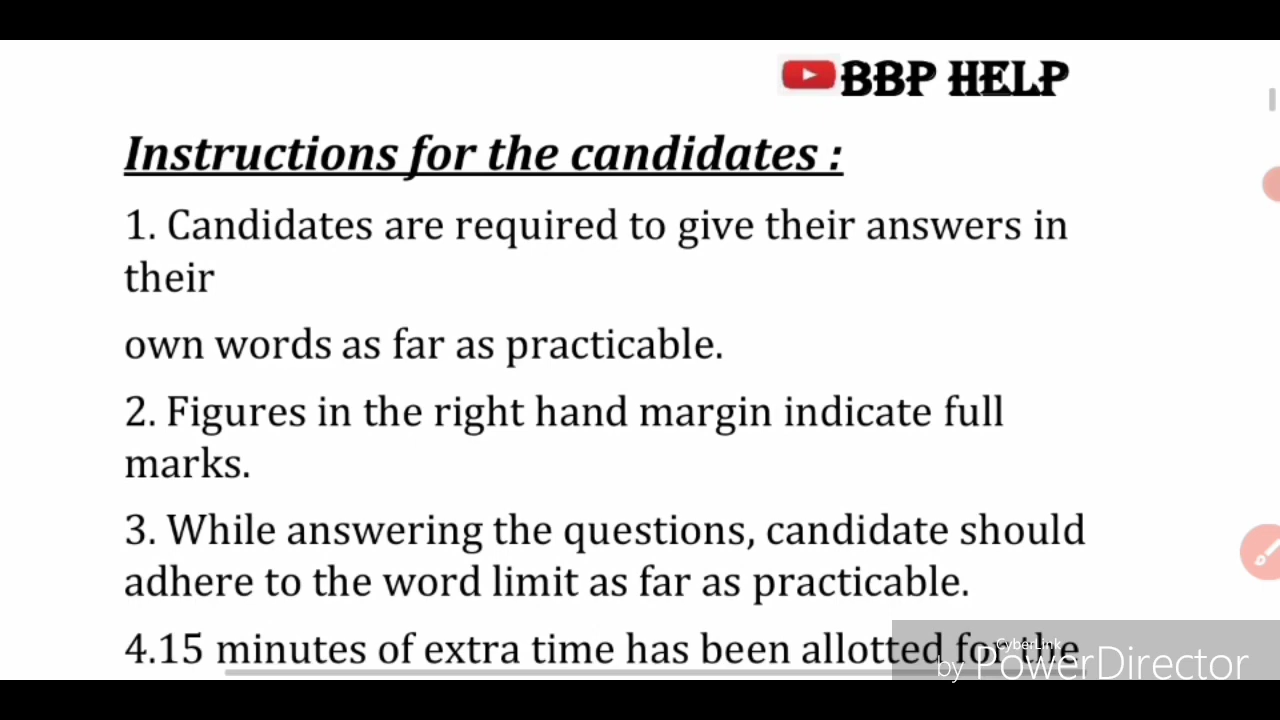 BBP HELP
Instructions for the candidates :
1. Candidates are required to give their answers in
their
own words as far as practicable.
2. Figures in the right hand margin indicate full
marks.
3. While answering the questions, candidate should
adhere to the word limit as far as practicable.
4.15 minutes of extra time has been allotted for the
CyberLink
by PowerDirector